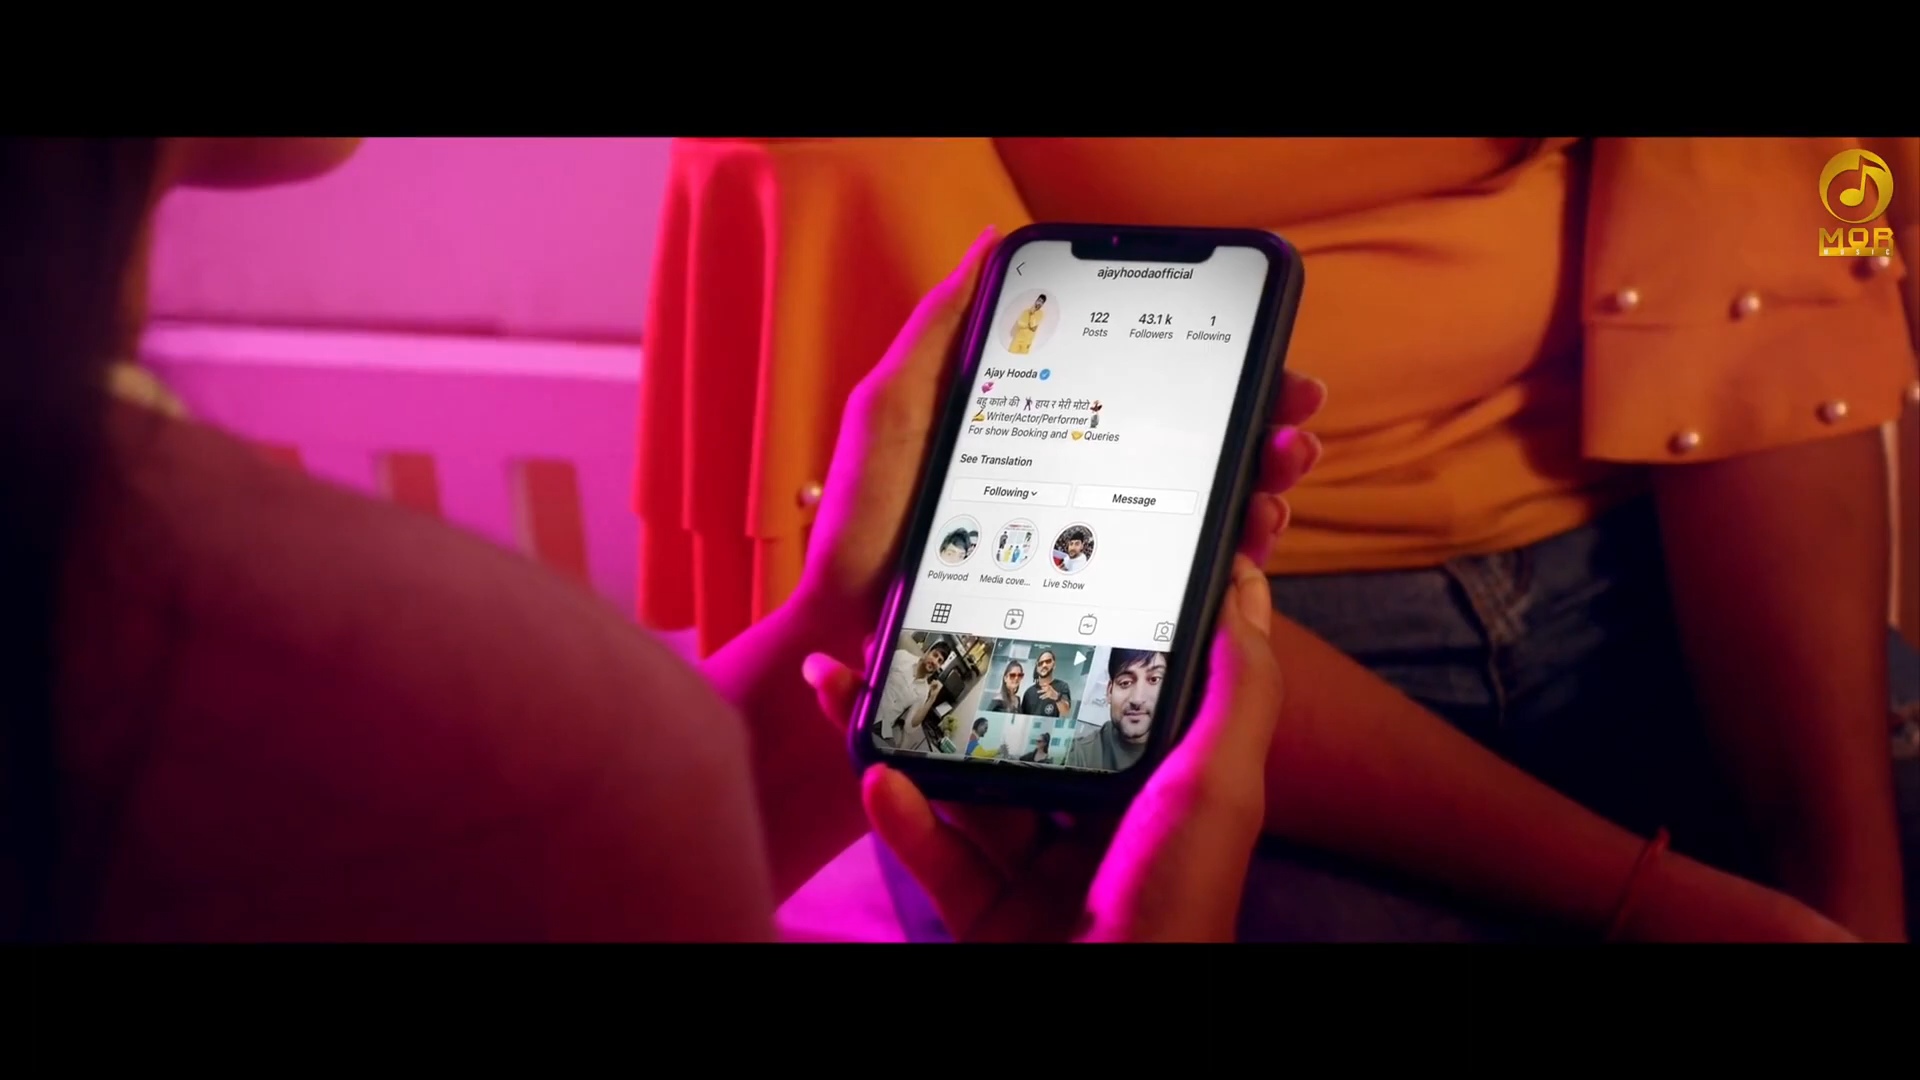 MOR
MUSIC
ajayhoodaofficial
122 43.1 k 1
Posts Followers Following
Ajay Hooda
बहु काले की हाय र मेरी मोटो
Writer/Actor/Performer
For show Booking and Queries
See Translation
Following Message
Pollywood Media cove... Live Show